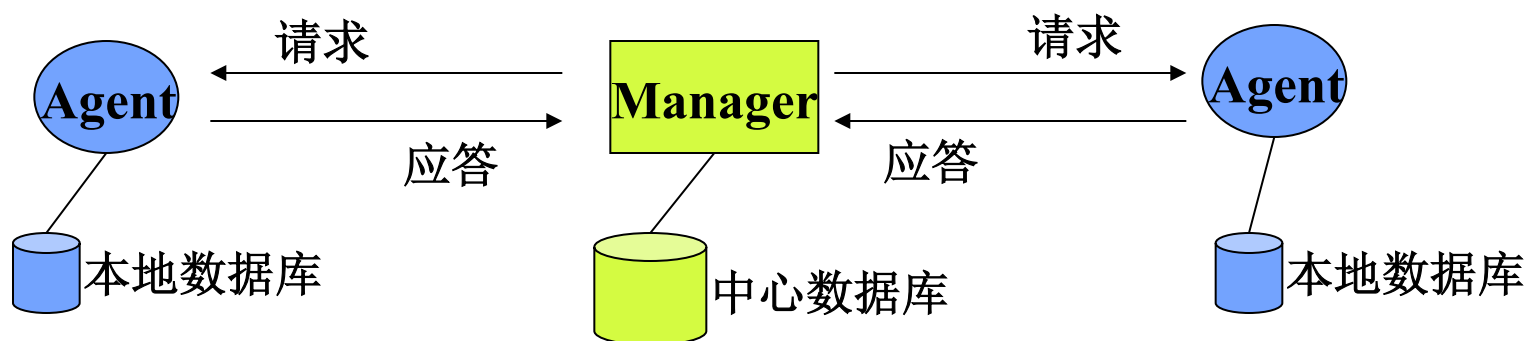 请求
请求
Agent
Manager
Agent
应答
应答
本地数据库
中心数据库
本地数据库